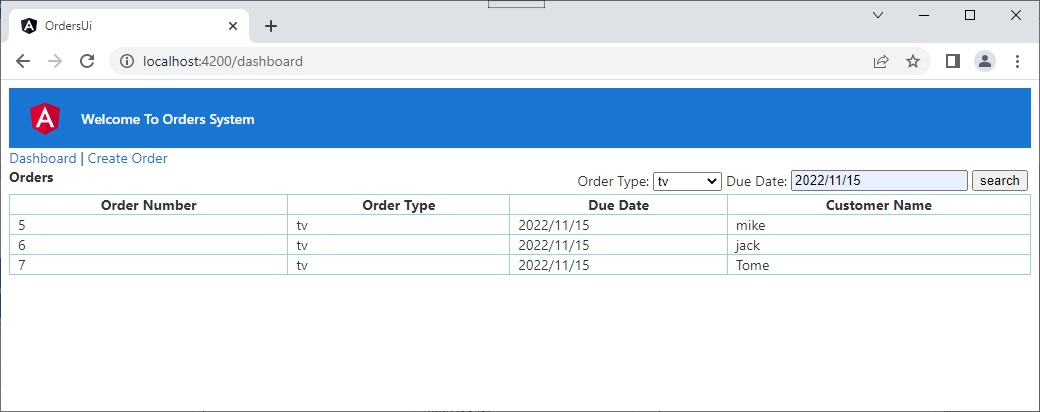 OrdersUi
localhost:4200/dashboard
A
Welcome To Orders System
Dashboard | Create Order
Orders Order Type: tv Due Date: 2022/11/15 search
Order Number Order Type Due Date Customer Name
5 tv 2022/11/15 mike
6 tv 2022/11/15 jack
7 tv 2022/11/15 Tome